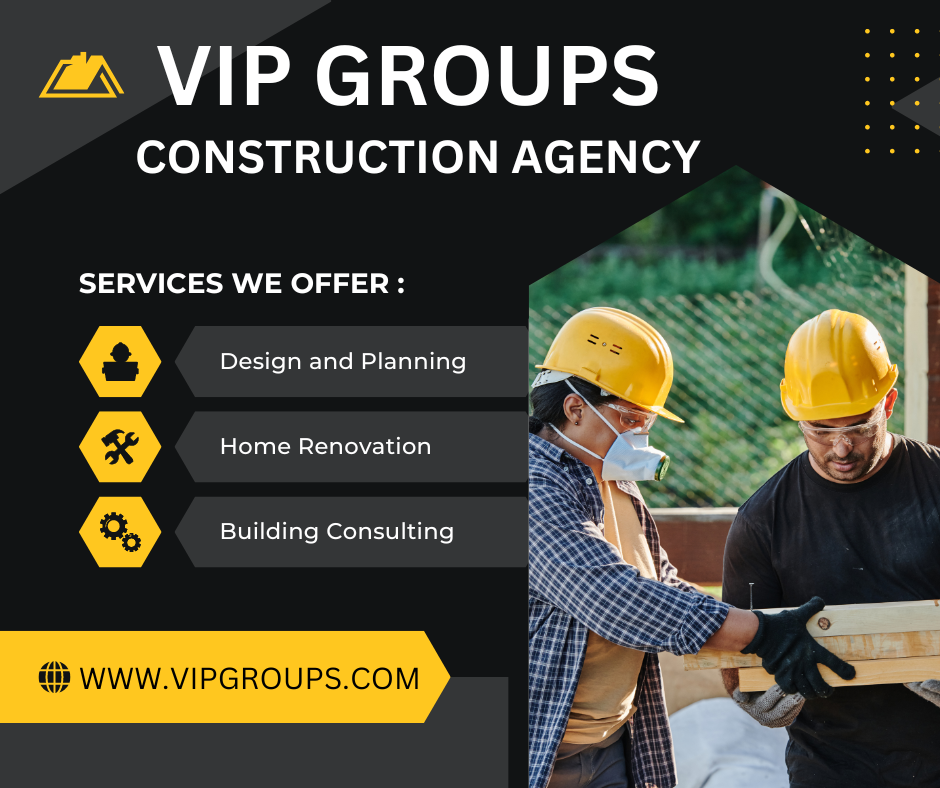 VIP GROUPS
CONSTRUCTION AGENCY
SERVICES WE OFFER :
Design and Planning
Home Renovation
Building Consulting
WWW.VIPGROUPS.COM